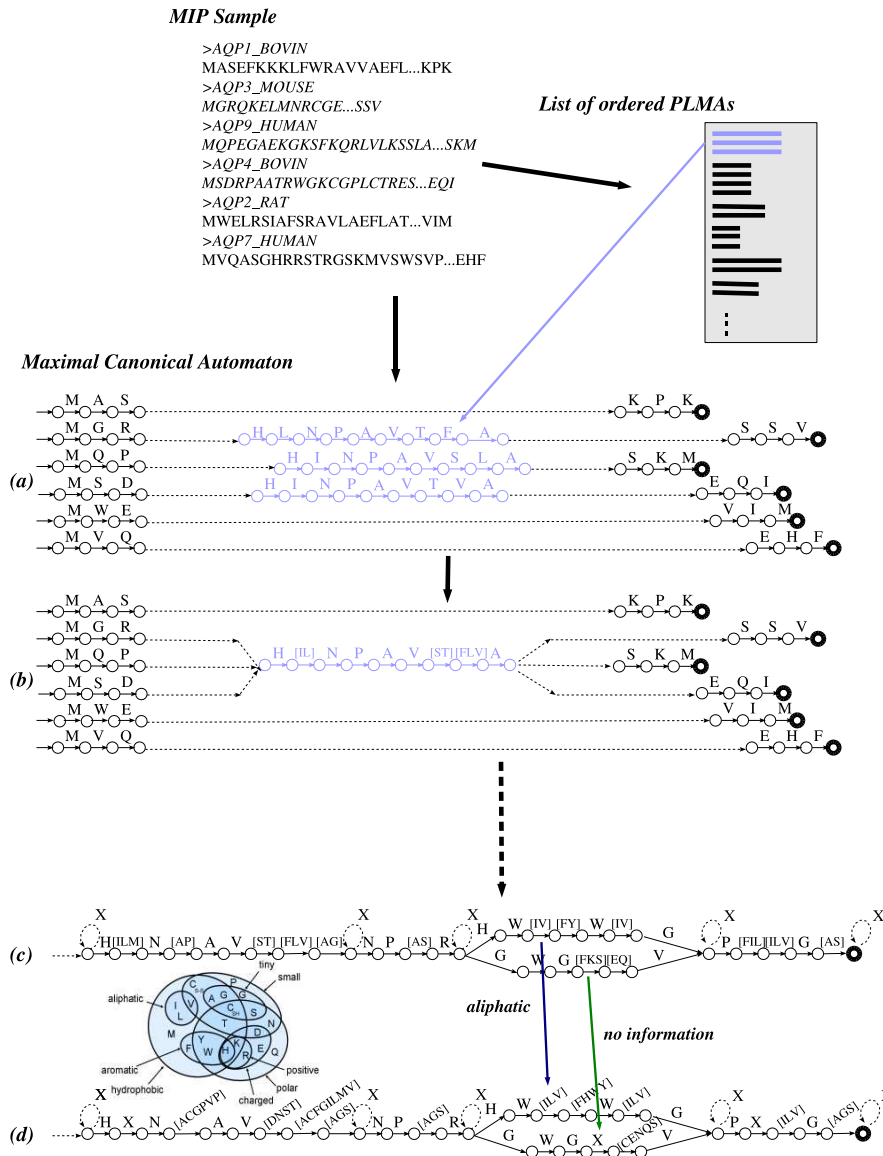 MIP Sample
>AQP1_BOVIN
MASEFKKKLFWRAVVAEFL...KPK
>AQP3_MOUSE
MGRQKELMNRCGE...SSV
>AQP9_HUMAN
MQPEGAEKGKSFKQRLVLKSSLA...SKM
>AQP4_BOVIN
MSDRPAATRWGKCGPLCTRES...EQI
>AQP2_RAT
MWELRSIAFSRAVLAEFLAT...VIM
>AQP7_HUMAN
MVQASGHRRSTRGSKMVSWSVP...EHF
List of ordered PLMAs
Maximal Canonical Automaton
(a)
M A S K P K
M G R H L N P A V T F A S S V
M Q P H I N P A V S L A S K M
M S D H I N P A V T V A E Q I
M W E V I M
M V Q E H F
(b)
M A S K P K
M G R S S V
M Q P H [IL] N P A V [ST] [FLV] A S K M
M S D E Q I
M W E V I M
M V Q E H F
(c)
X X X X X
H [ILM] N [AP] A V [ST] [FLV] [AG] N P [AS] R H W [IV] [FY] W [IV] G P [FIL] [ILV] G [AS]
G W G [FKS] [EQ] V
aliphatic
no information
tiny
small
aliphatic
aromatic
hydrophobic
charged
polar
positive
C S-S P
I V A G G
L C SH S
T D N
M Y K E
F W H R Q
(d)
X X X X X
H X N [ACGPVP] A V [DNST] [ACFGILMV] [AGS] N P [AGS] R H W [ILV] [FHWY] W [ILV] G P X [ILV] G [AGS]
G W G X [CENQS] V